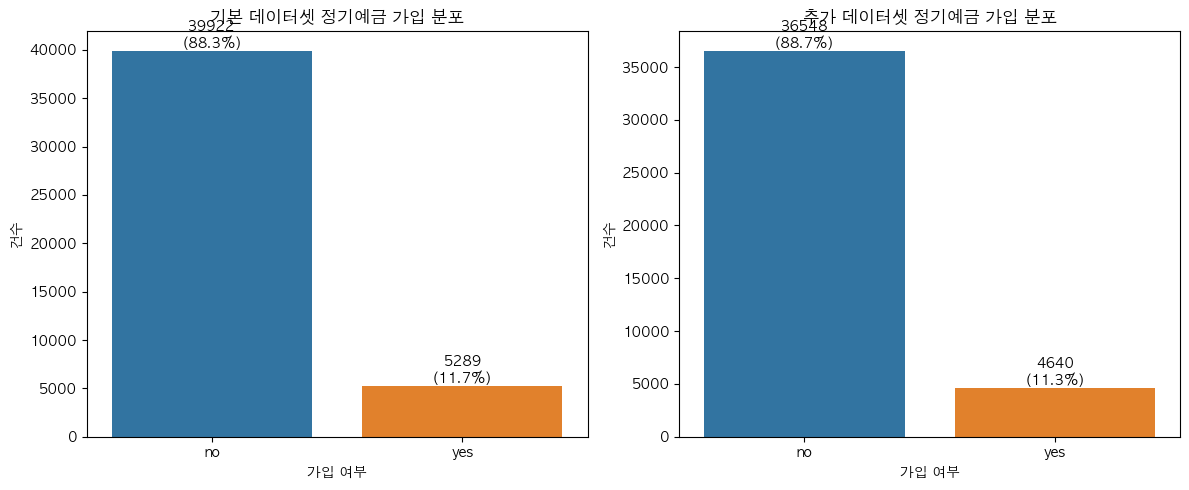 기본 데이터셋 정기예금 가입 분포
39922
(88.3%)
40000
35000
30000
25000
20000
15000
10000
5000
0
5289
(11.7%)
건수
no
yes
가입 여부
추가 데이터셋 정기예금 가입 분포
36548
(88.7%)
35000
30000
25000
20000
15000
10000
5000
0
4640
(11.3%)
건수
no
yes
가입 여부